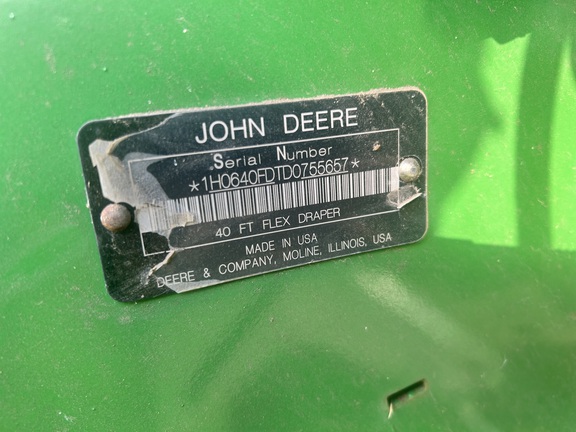 JOHN DEERE
Serial Number
*1H0640FDTD0755657*
40 FT FLEX DRAPER
MADE IN USA
DEERE & COMPANY, MOLINE, ILLINOIS, USA